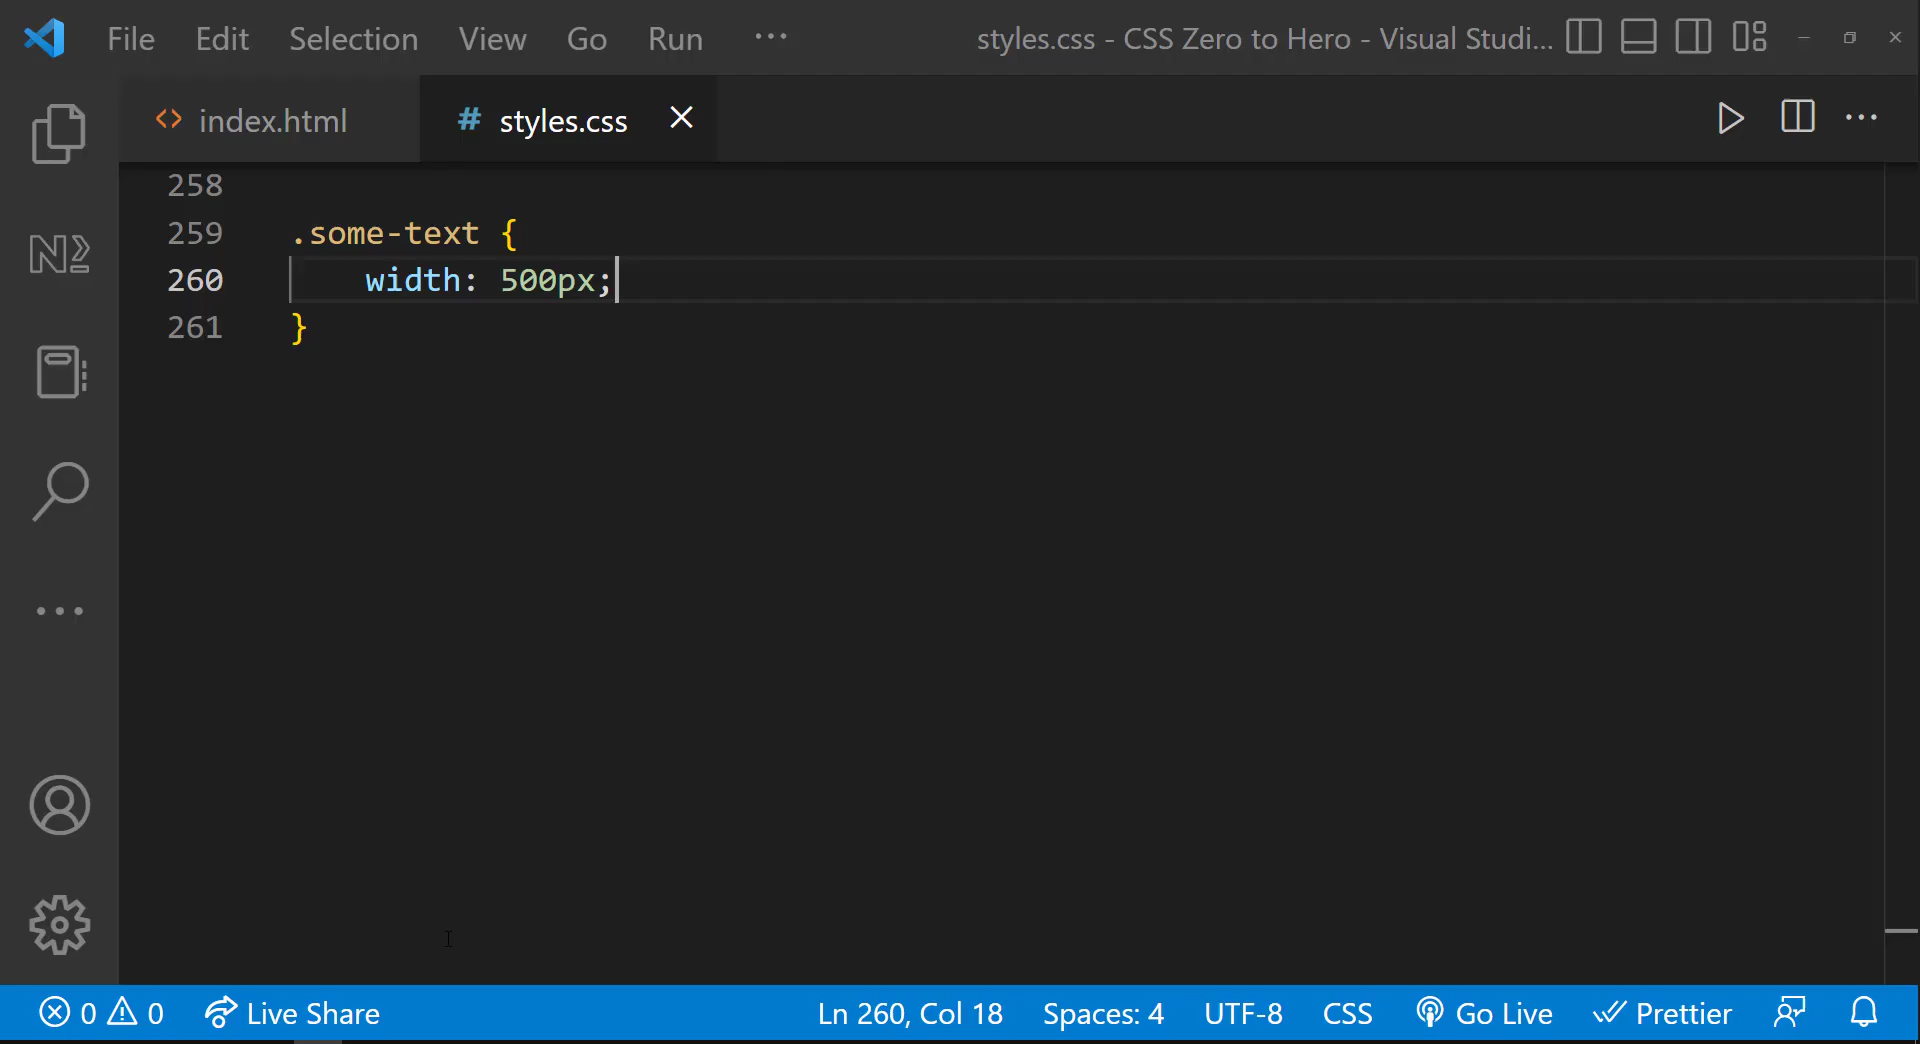 File Edit Selection View Go Run ··· styles.css - CSS Zero to Hero - Visual Studi...
index.html # styles.css
258
259 .some-text {
260     width: 500px;
261 }
0 0 Live Share Ln 260, Col 18 Spaces: 4 UTF-8 CSS Go Live Prettier